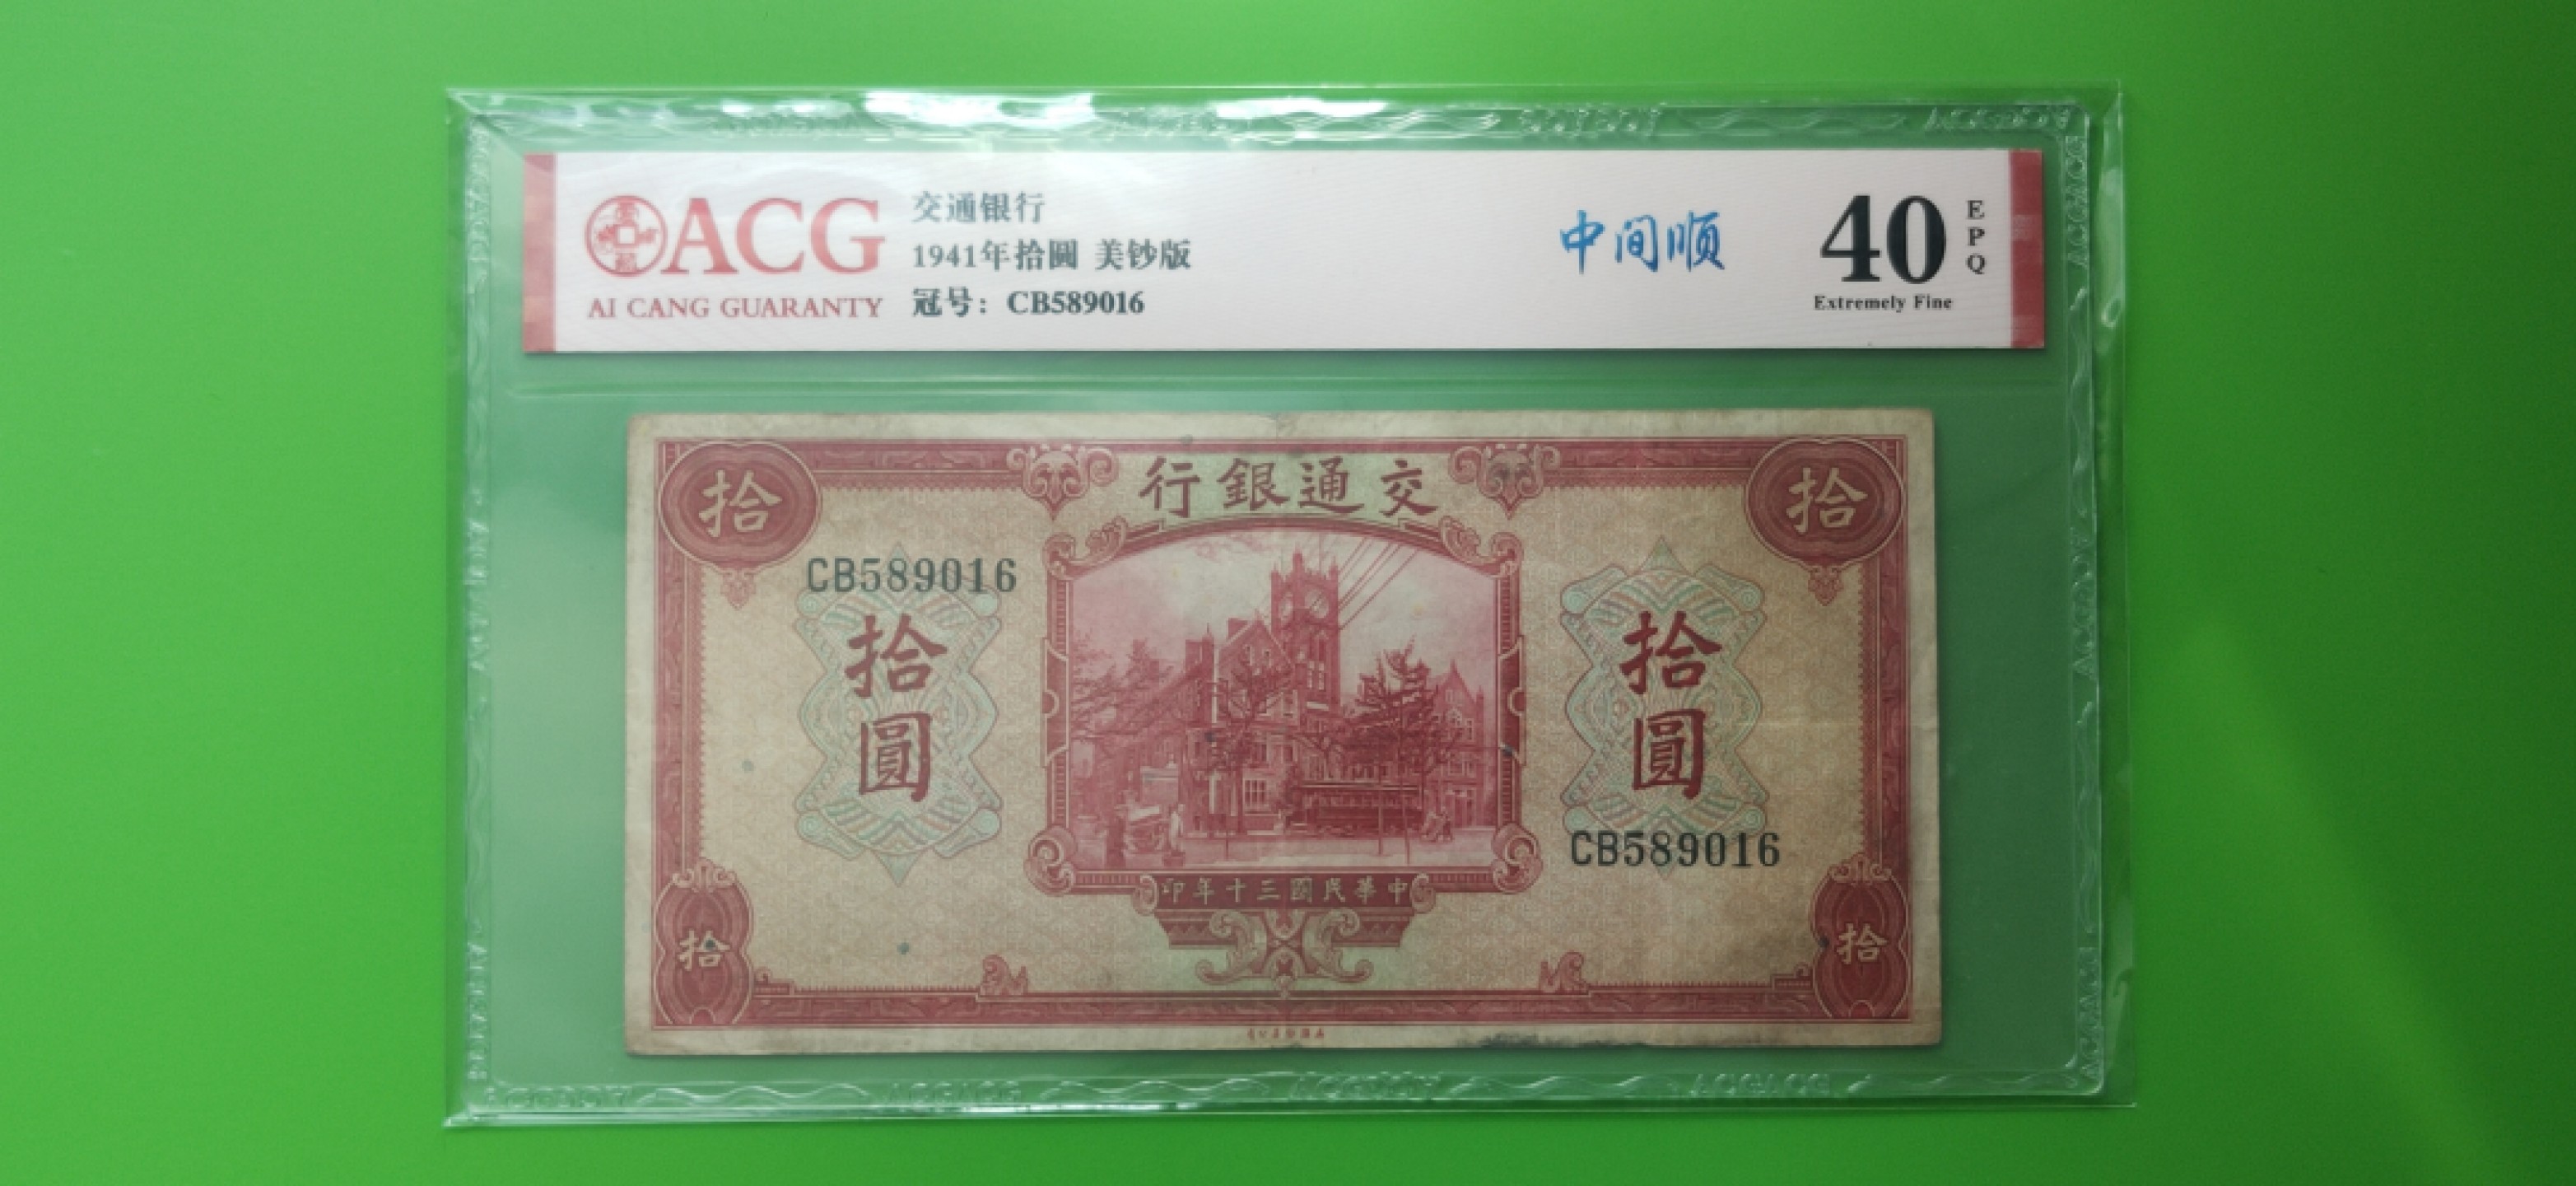 ACG
AI CANG GUARANTY
交通银行
1941年拾圓 美钞版
冠号：CB589016
中间顺
40
EPQ
Extremely Fine
行銀通交
拾
拾
CB589016
拾圓
拾圓
CB589016
印年十三國民華中
拾
拾